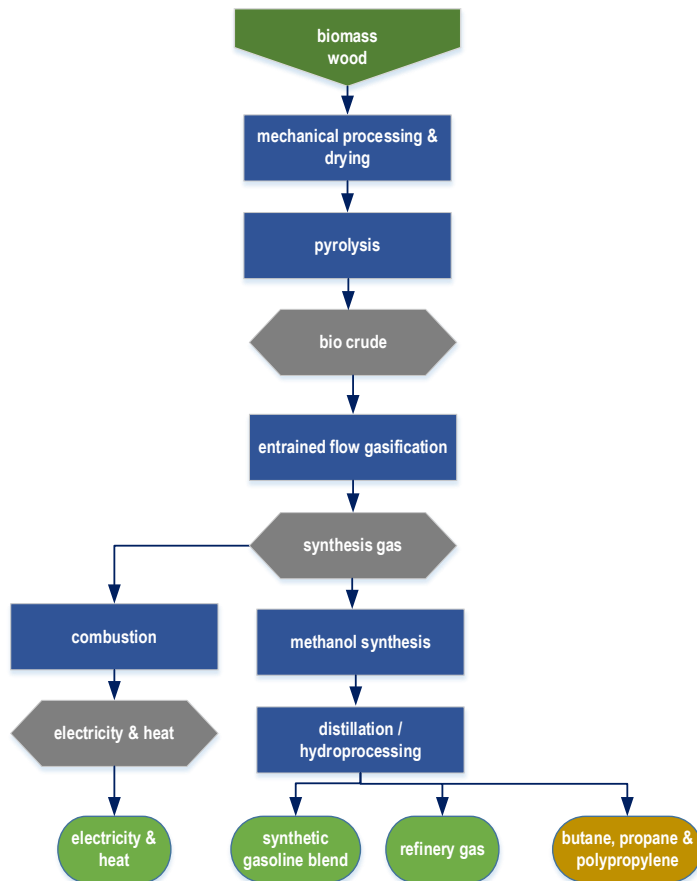 biomass
wood
mechanical processing &
drying
pyrolysis
bio crude
entrained flow gasification
synthesis gas
combustion
methanol synthesis
electricity & heat
distillation /
hydroprocessing
electricity &
heat
synthetic
gasoline blend
refinery gas
butane, propane &
polypropylene